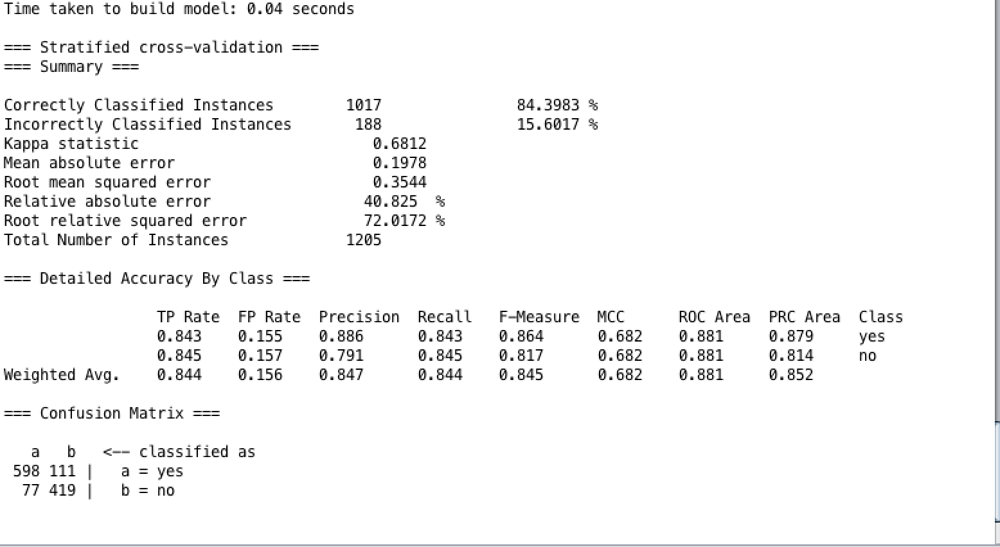 Time taken to build model: 0.04 seconds
=== Stratified cross-validation ===
=== Summary ===
Correctly Classified Instances        1017               84.3983 %
Incorrectly Classified Instances       188               15.6017 %
Kappa statistic                          0.6812
Mean absolute error                      0.1978
Root mean squared error                  0.3544
Relative absolute error                 40.825  %
Root relative squared error             72.0172 %
Total Number of Instances             1205
=== Detailed Accuracy By Class ===
                 TP Rate  FP Rate  Precision  Recall   F-Measure  MCC      ROC Area  PRC Area  Class
                 0.843    0.155    0.886      0.843    0.864      0.682    0.881     0.879     yes
                 0.845    0.157    0.791      0.845    0.817      0.682    0.881     0.814     no
Weighted Avg.    0.844    0.156    0.847      0.844    0.845      0.682    0.881     0.852
=== Confusion Matrix ===
   a   b   <-- classified as
 598 111 |   a = yes
  77 419 |   b = no